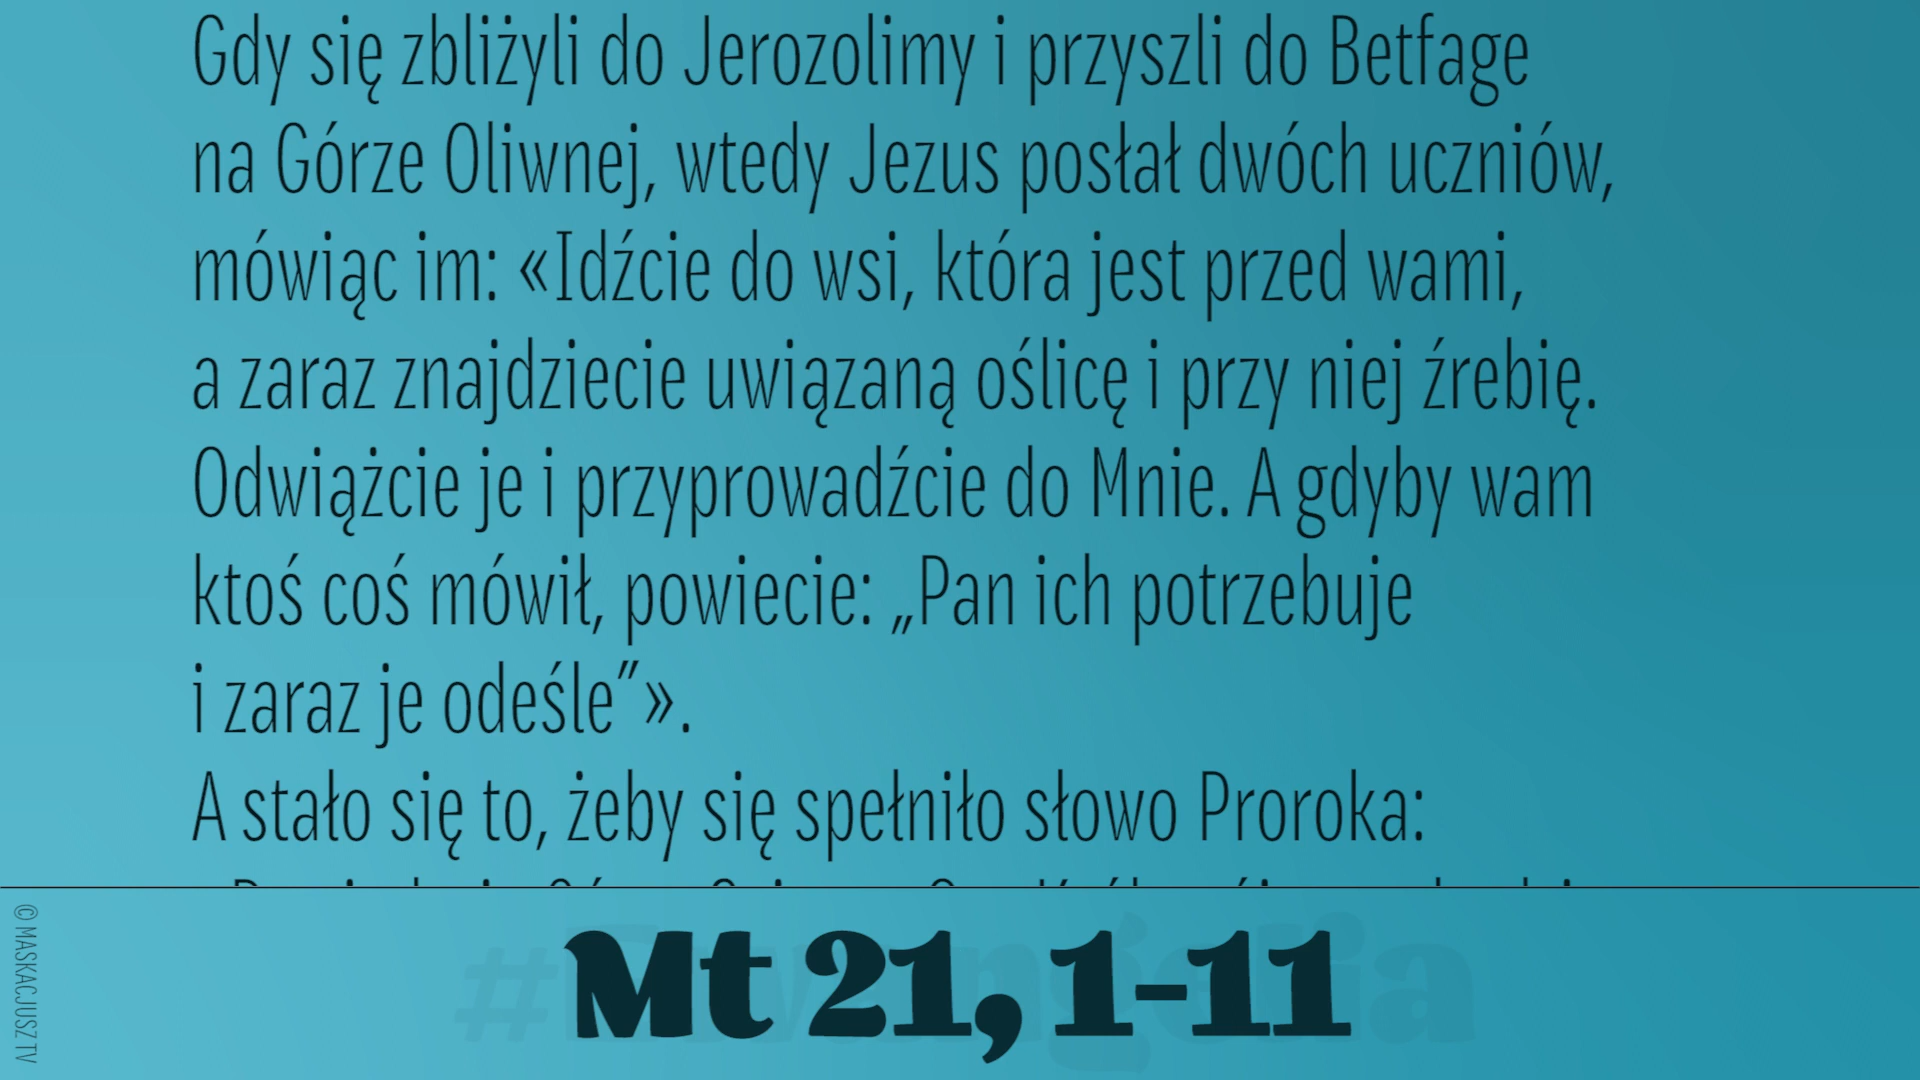 Gdy się zbliżyli do Jerozolimy i przyszli do Betfage
na Górze Oliwnej, wtedy Jezus posłał dwóch uczniów,
mówiąc im: «Idźcie do wsi, która jest przed wami,
a zaraz znajdziecie uwiązaną oślicę i przy niej źrebię.
Odwiążcie je i przyprowadźcie do Mnie. A gdyby wam
ktoś coś mówił, powiecie: „Pan ich potrzebuje
i zaraz je odeśle”».
A stało się to, żeby się spełniło słowo Proroka:
Mt 21, 1-11
© MASKACJUSZ TV